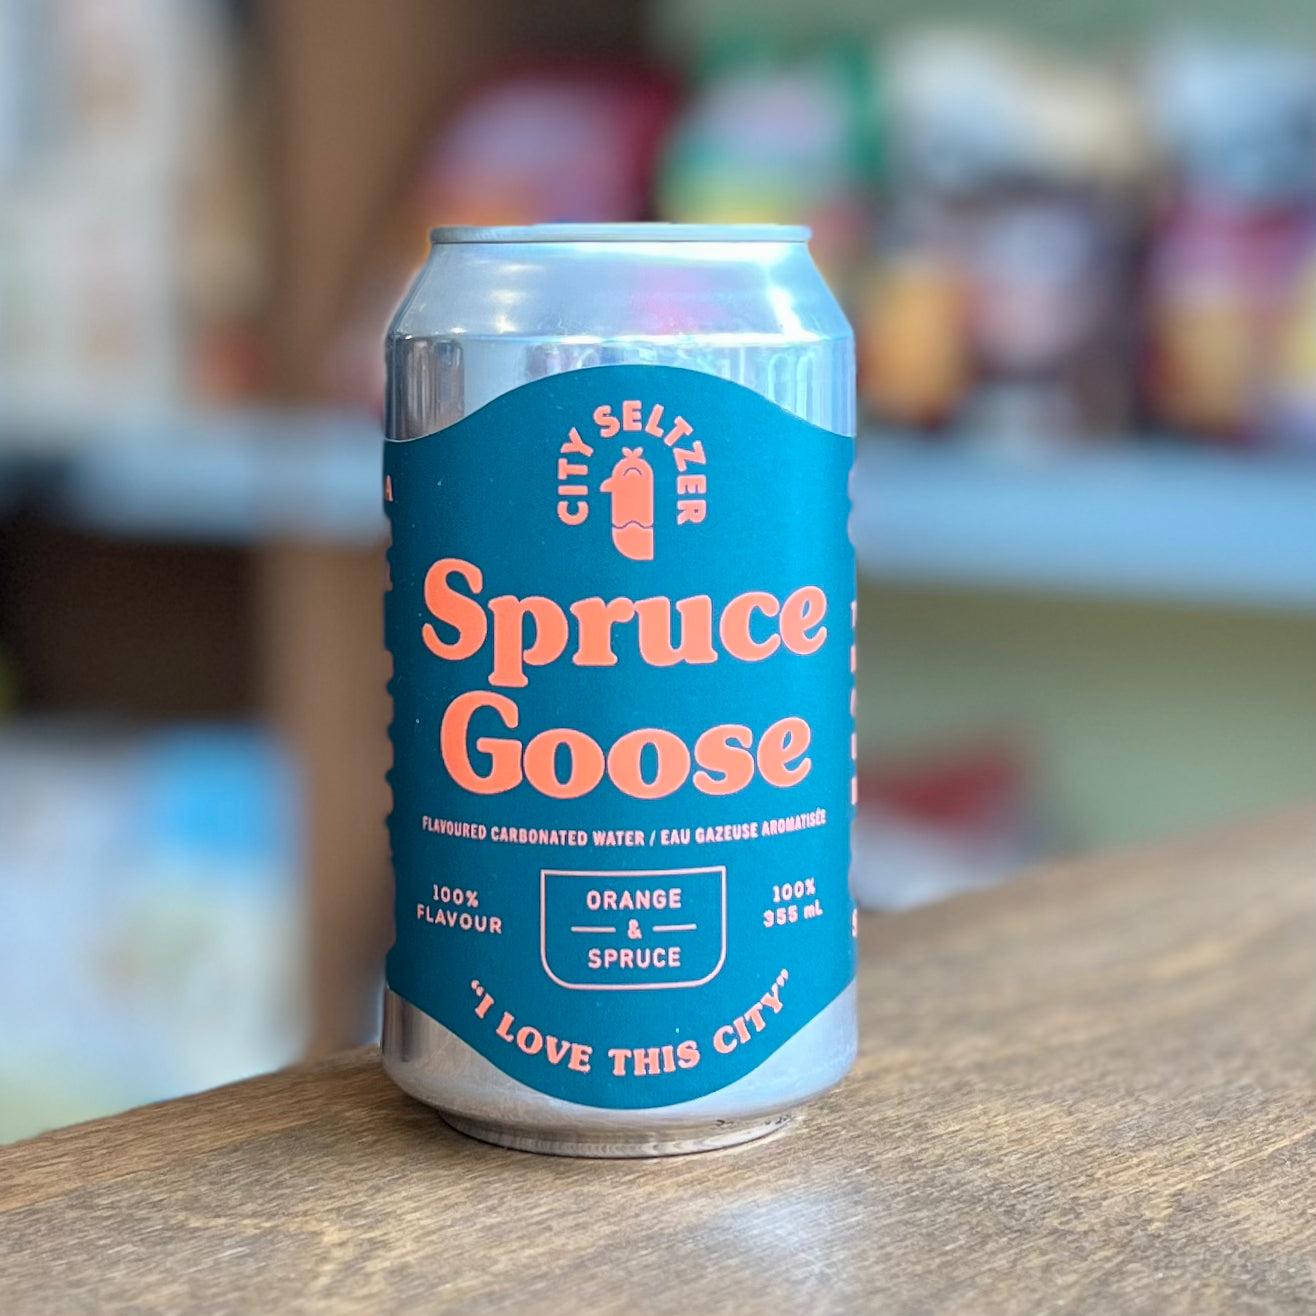 CITY SELTZER
Spruce
Goose
FLAVOURED CARBONATED WATER / EAU GAZEUSE AROMATISÉE
100%
FLAVOUR
ORANGE
&
SPRUCE
100%
355 mL
"I LOVE THIS CITY"